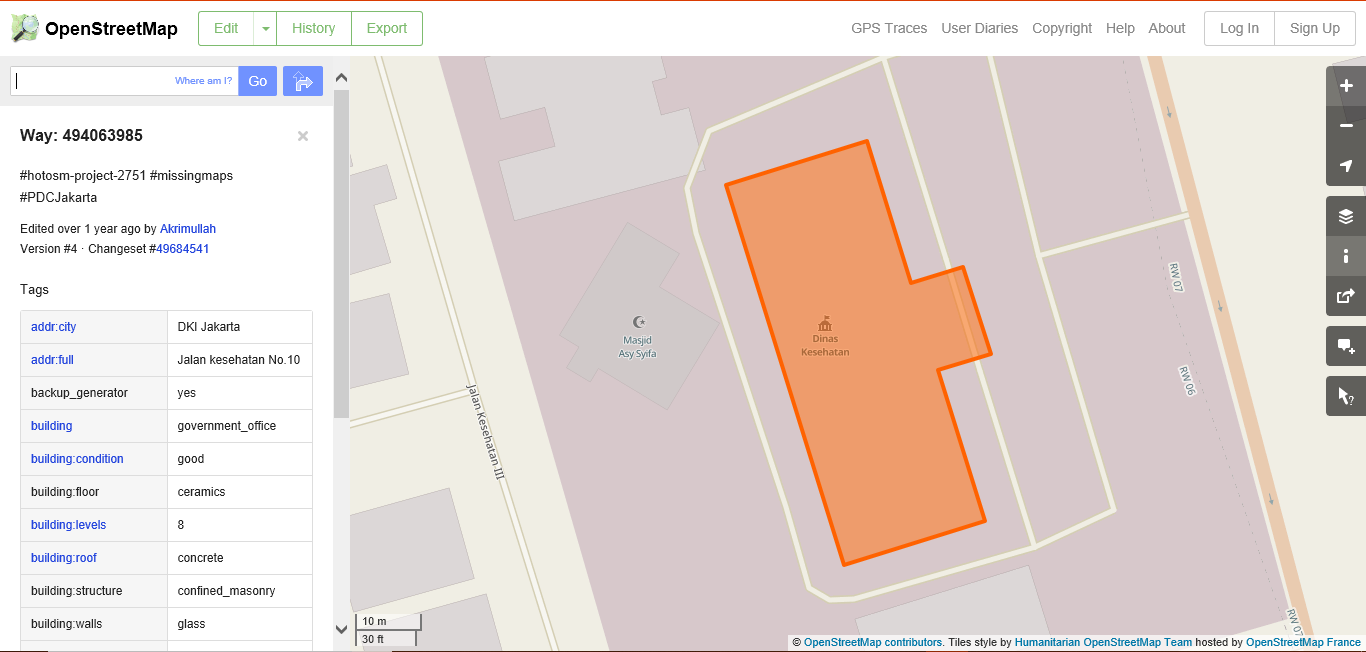 OpenStreetMap
Edit
History
Export
GPS Traces
User Diaries
Copyright
Help
About
Log In
Sign Up
Where am I?
Go
Way: 494063985
#hotosm-project-2751 #missingmaps
#PDCJakarta
Edited over 1 year ago by Akrimullah
Version #4 · Changeset #49684541
Tags
addr:city DKI Jakarta
addr:full Jalan kesehatan No.10
backup_generator yes
building government_office
building:condition good
building:floor ceramics
building:levels 8
building:roof concrete
building:structure confined_masonry
building:walls glass
Masjid
Asy Syifa
Dinas
Kesehatan
Jalan Kesehatan III
RW 07
RW 06
RW 07
10 m
30 ft
© OpenStreetMap contributors. Tiles style by Humanitarian OpenStreetMap Team hosted by OpenStreetMap France